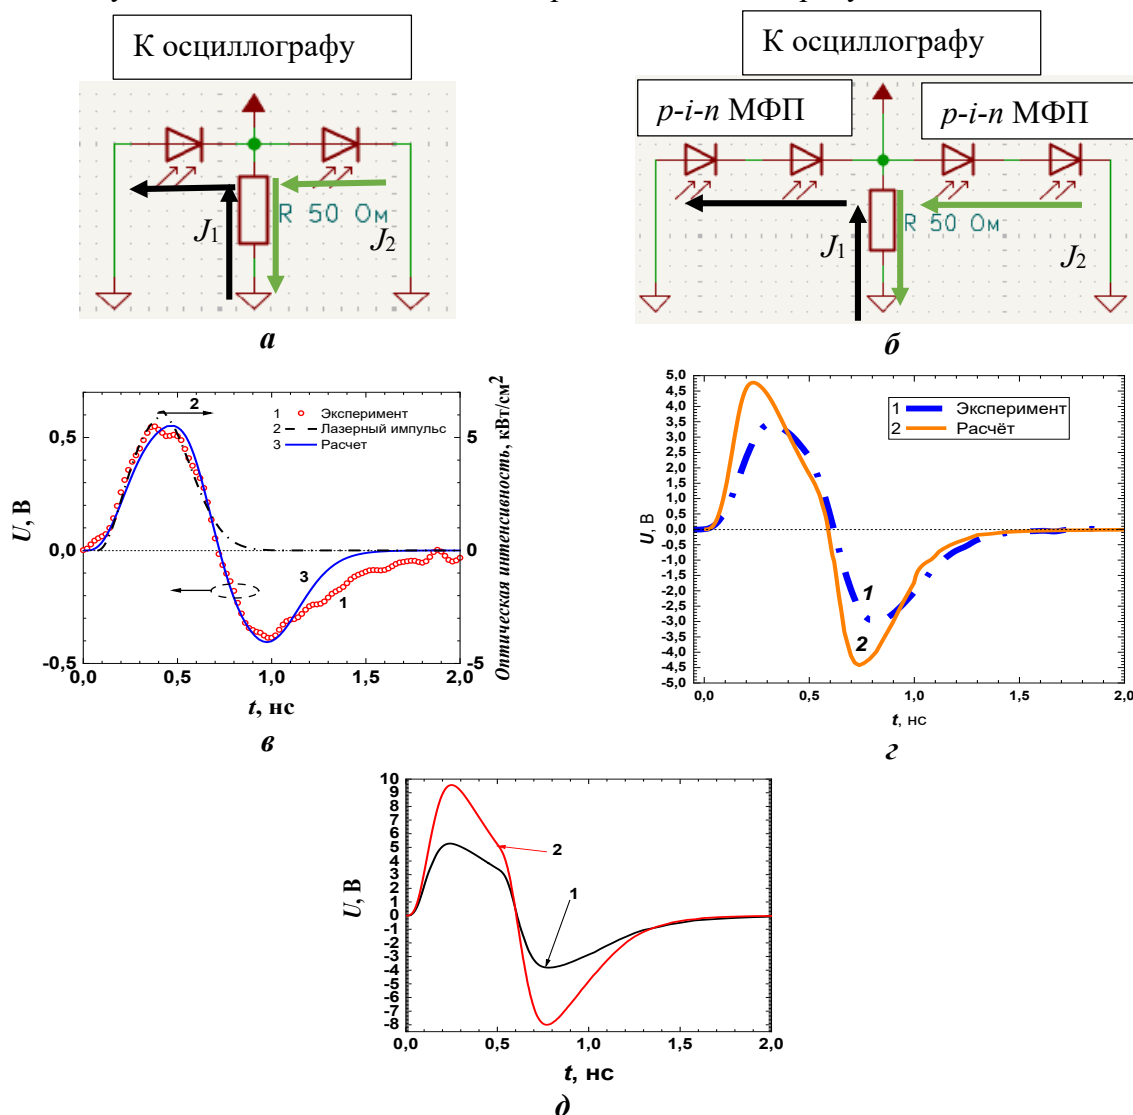 К осциллографу
J1
R 50 Ом
J2
а
К осциллографу
p-i-n МФП
p-i-n МФП
J1
R 50 Ом
J2
б
0,5
0,0
-0,5
U, В
2
1 Эксперимент
2 Лазерный импульс
3 Расчет
3
1
5
0
-5
Оптическая интенсивность, кВт/см2
0,0 0,5 1,0 1,5 2,0
t, нс
в
5,0
4,5
4,0
3,5
3,0
2,5
2,0
1,5
1,0
0,5
0,0
-0,5
-1,0
-1,5
-2,0
-2,5
-3,0
-3,5
-4,0
-4,5
-5,0
U, В
1 Эксперимент
2 Расчёт
1
2
0,0 0,5 1,0 1,5 2,0
t, нс
г
10
9
8
7
6
5
4
3
2
1
0
-1
-2
-3
-4
-5
-6
-7
-8
U, В
2
1
0,0 0,5 1,0 1,5 2,0
t, нс
д